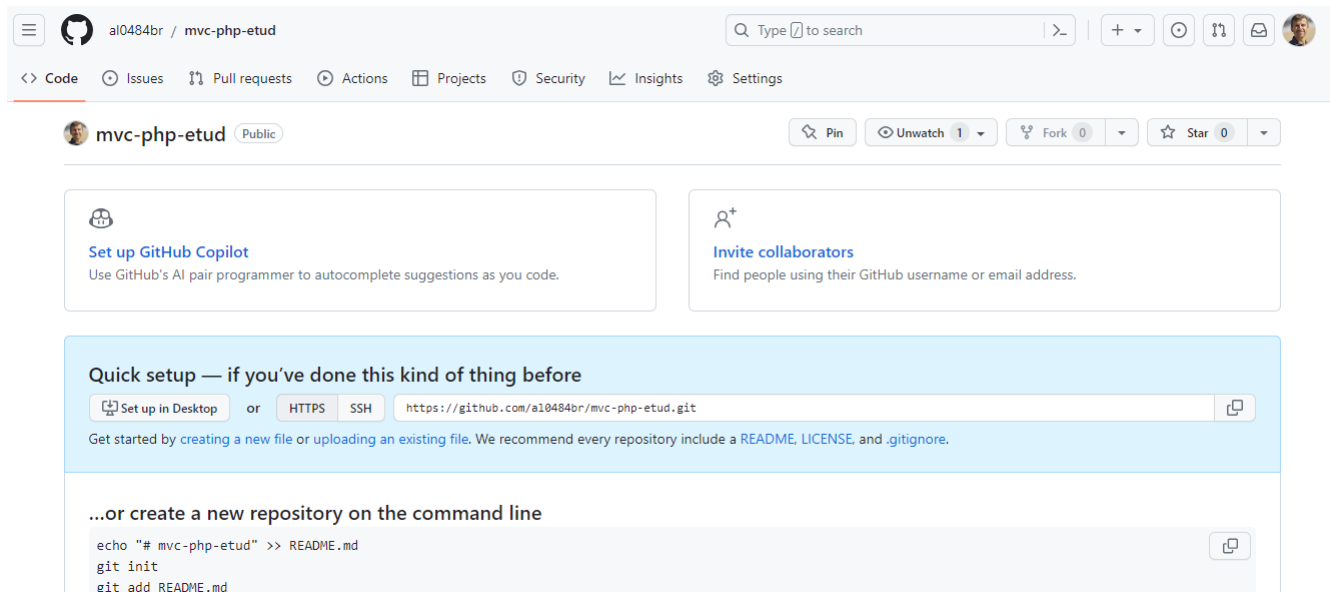 al0484br / mvc-php-etud
Type / to search
Code Issues Pull requests Actions Projects Security Insights Settings
mvc-php-etud Public
Pin Unwatch 1 Fork 0 Star 0
Set up GitHub Copilot
Use GitHub's AI pair programmer to autocomplete suggestions as you code.
Invite collaborators
Find people using their GitHub username or email address.
Quick setup — if you’ve done this kind of thing before
Set up in Desktop or HTTPS SSH https://github.com/al0484br/mvc-php-etud.git
Get started by creating a new file or uploading an existing file. We recommend every repository include a README, LICENSE, and .gitignore.
…or create a new repository on the command line
echo "# mvc-php-etud" >> README.md
git init
git add README.md